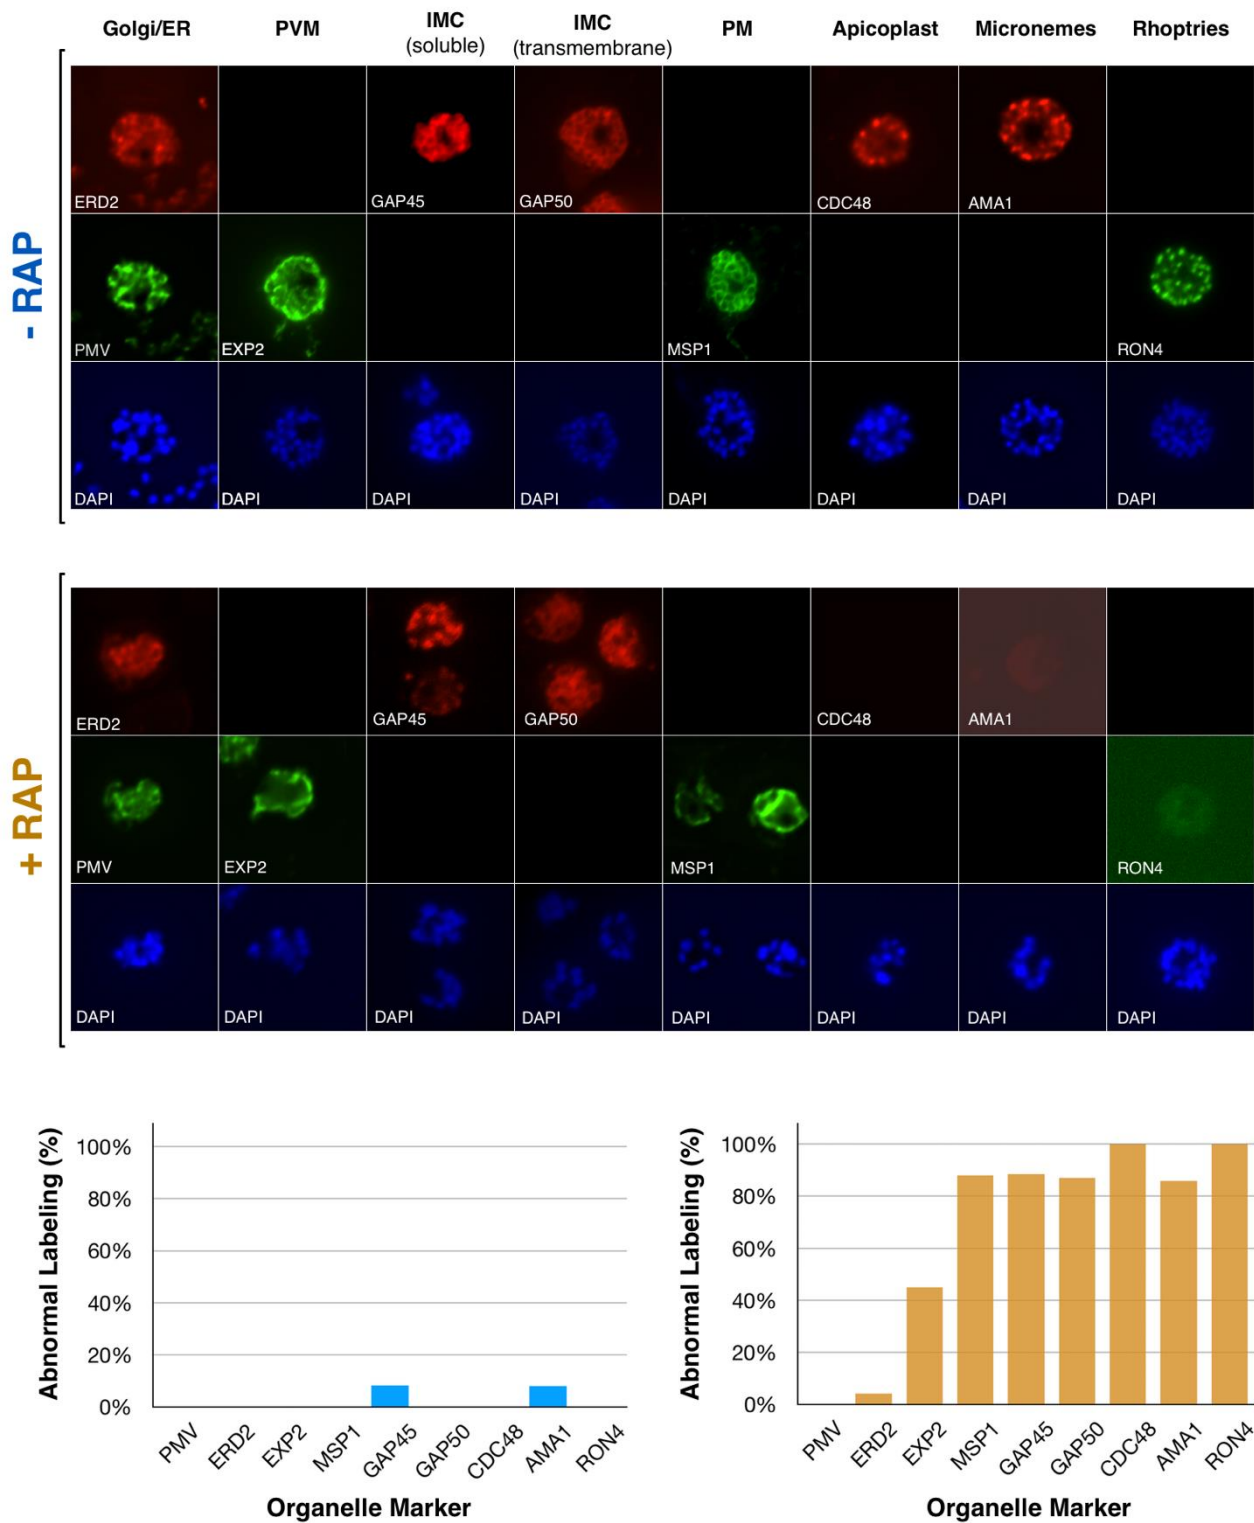 Golgi/ER PVM IMC (soluble) IMC (transmembrane) PM Apicoplast Micronemes Rhoptries
- RAP
ERD2 GAP45 GAP50 CDC48 AMA1
PMV EXP2 MSP1 RON4
DAPI DAPI DAPI DAPI DAPI DAPI DAPI DAPI
+ RAP
ERD2 GAP45 GAP50 CDC48 AMA1
PMV EXP2 MSP1 RON4
DAPI DAPI DAPI DAPI DAPI DAPI DAPI DAPI
Abnormal Labeling (%)
100%
80%
60%
40%
20%
0%
PMV ERD2 EXP2 MSP1 GAP45 GAP50 CDC48 AMA1 RON4
Organelle Marker
Abnormal Labeling (%)
100%
80%
60%
40%
20%
0%
PMV ERD2 EXP2 MSP1 GAP45 GAP50 CDC48 AMA1 RON4
Organelle Marker